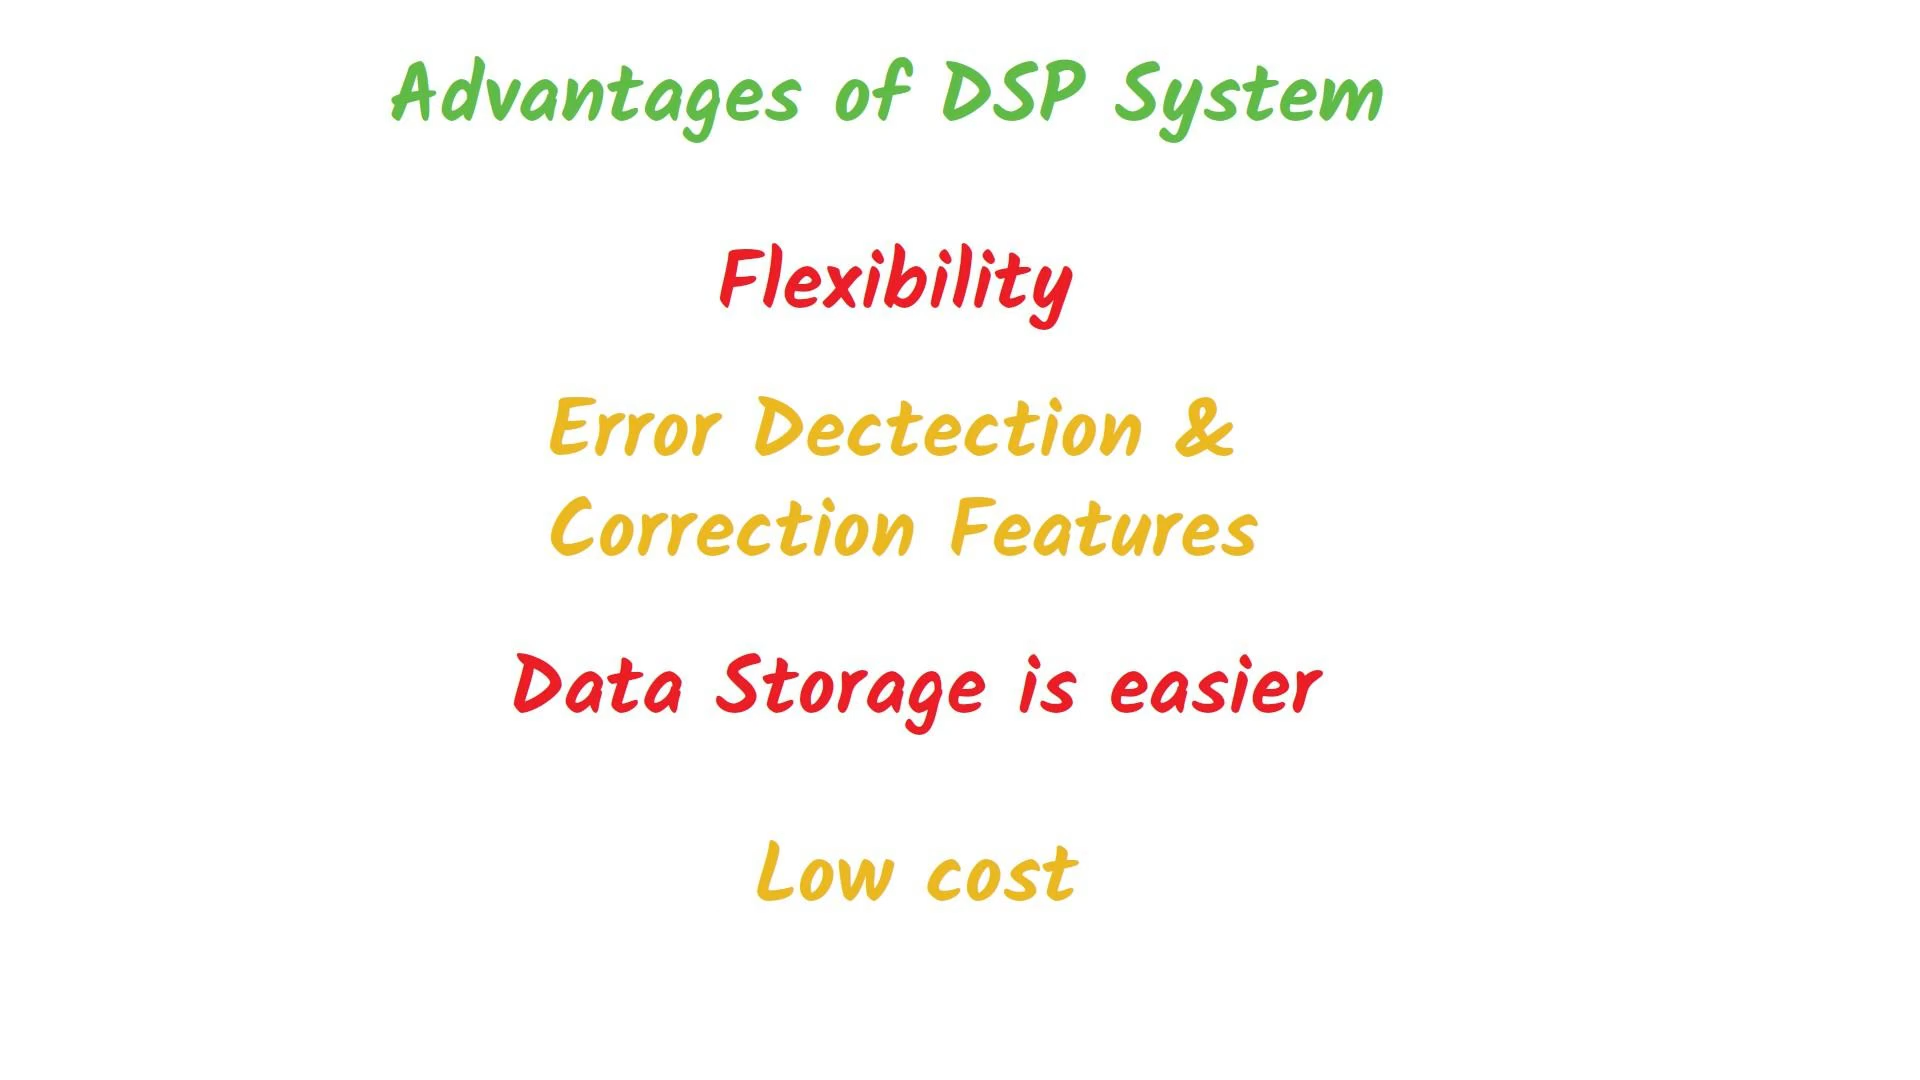 Advantages of DSP System
Flexibility
Error Dectection &
Correction Features
Data Storage is easier
Low cost